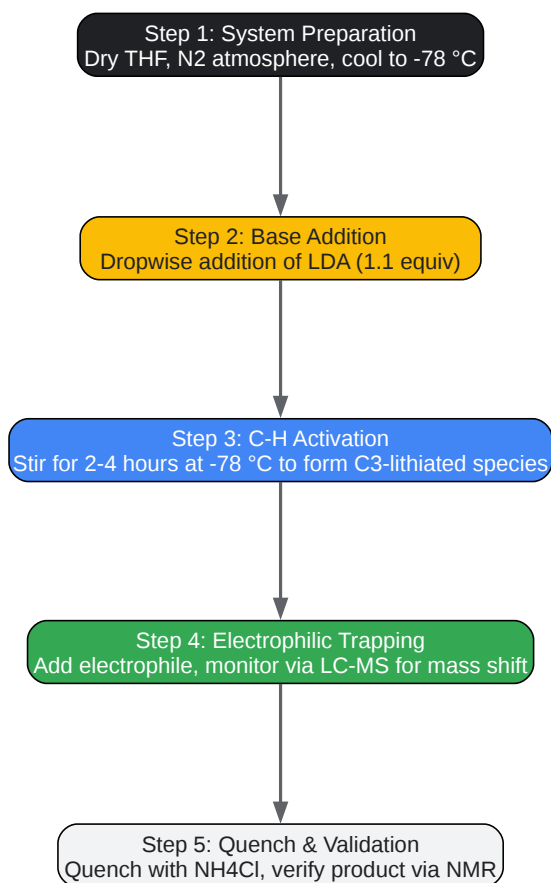 Step 1: System Preparation
Dry THF, N2 atmosphere, cool to -78 °C
Step 2: Base Addition
Dropwise addition of LDA (1.1 equiv)
Step 3: C-H Activation
Stir for 2-4 hours at -78 °C to form C3-lithiated species
Step 4: Electrophilic Trapping
Add electrophile, monitor via LC-MS for mass shift
Step 5: Quench & Validation
Quench with NH4Cl, verify product via NMR